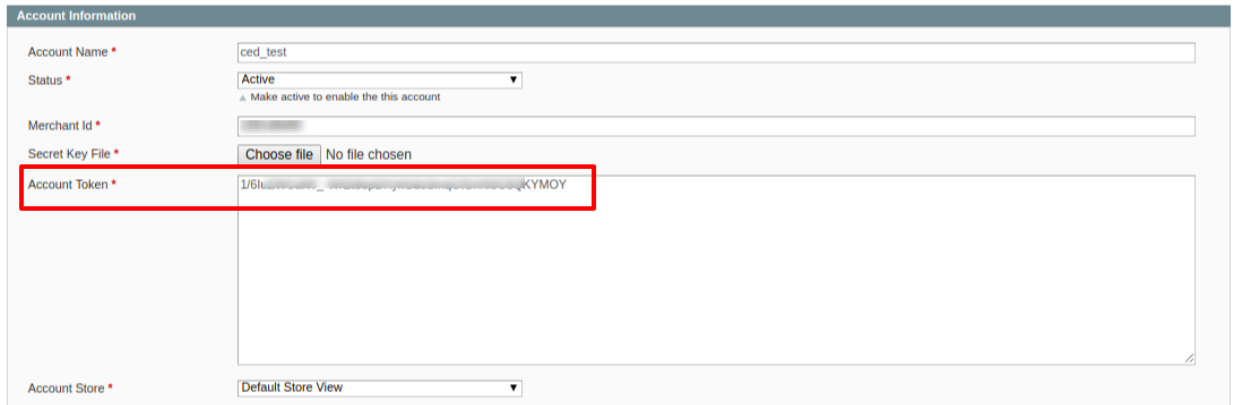 Account Information
Account Name *
ced_test
Status *
Active
Make active to enable the this account
Merchant Id *
Secret Key File *
Choose file No file chosen
Account Token *
Account Store *
Default Store View